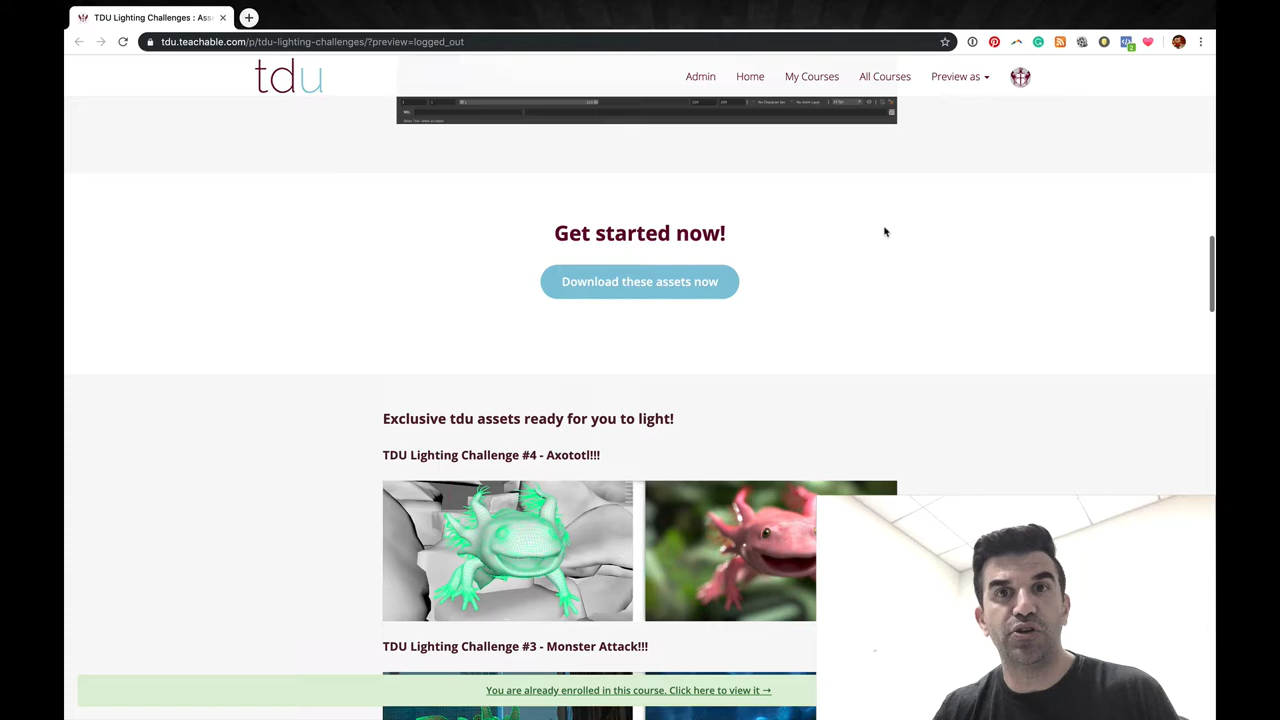 TDU Lighting Challenges : Ass
tdu.teachable.com/p/tdu-lighting-challenges/?preview=logged_out
tdu
Admin
Home
My Courses
All Courses
Preview as
Get started now!
Download these assets now
Exclusive tdu assets ready for you to light!
TDU Lighting Challenge #4 - Axototl!!!
TDU Lighting Challenge #3 - Monster Attack!!!
You are already enrolled in this course. Click here to view it →